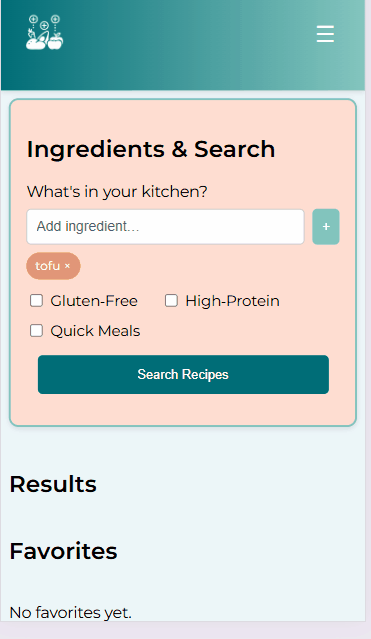 Ingredients & Search
What's in your kitchen?
Add ingredient...
+
tofu ×
Gluten-Free High-Protein
Quick Meals
Search Recipes
Results
Favorites
No favorites yet.